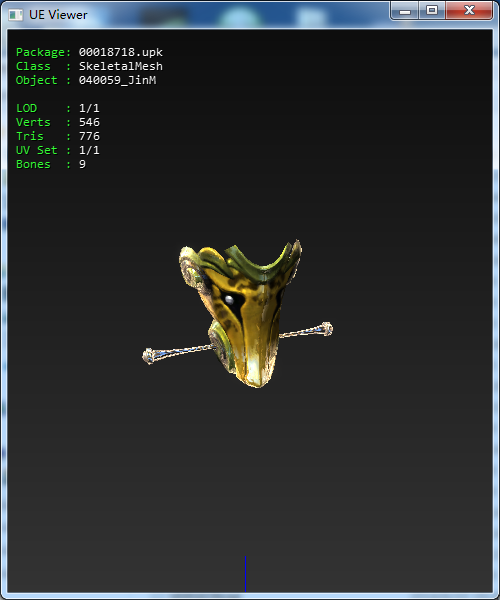 UE Viewer
Package: 00018718.upk
Class  : SkeletalMesh
Object : 040059_JinM
LOD    : 1/1
Verts  : 546
Tris   : 776
UV Set : 1/1
Bones  : 9